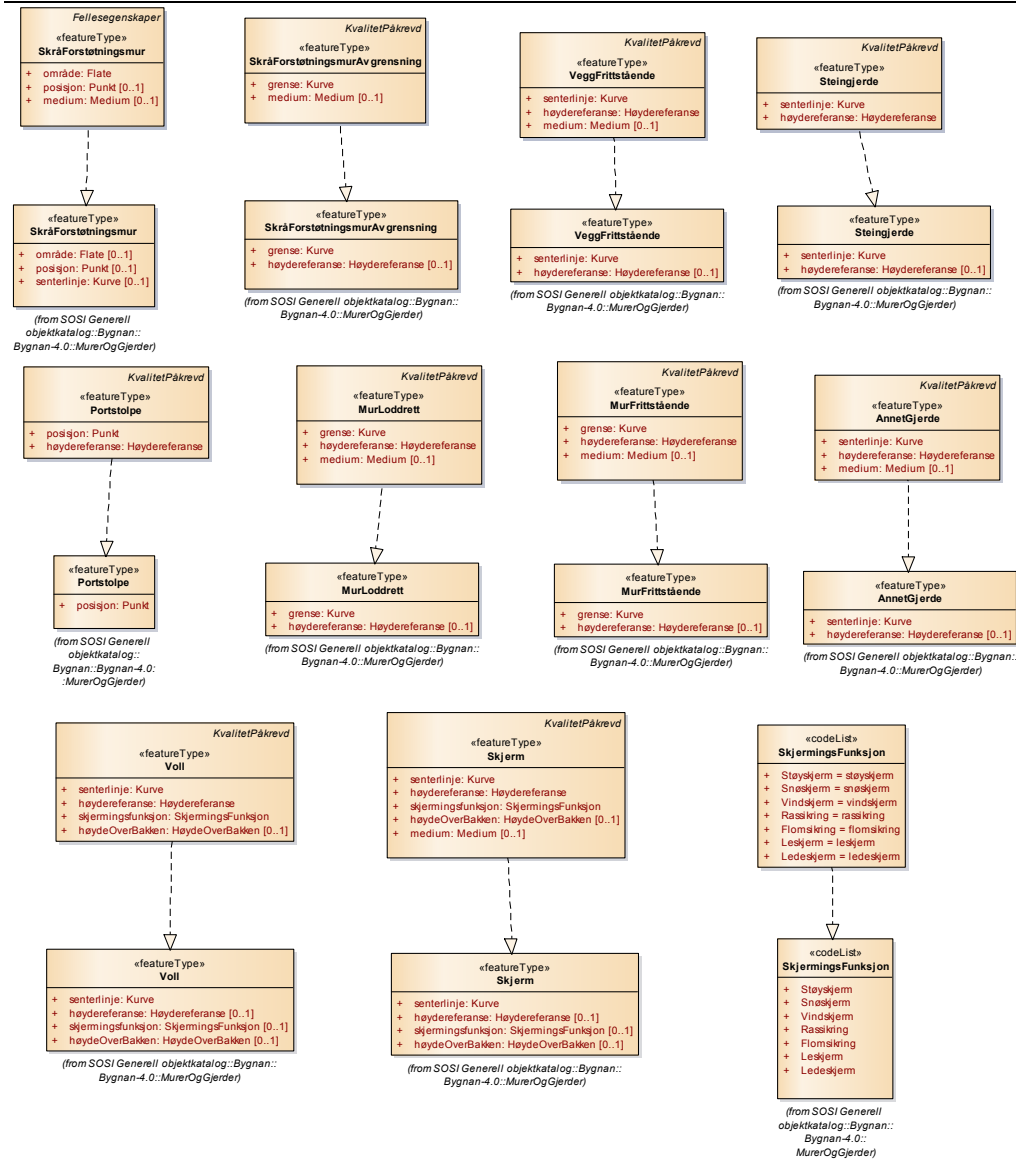 Fellesegenskaper
«featureType»
SkråForstøtningsmur
+ område: Flate
+ posisjon: Punkt [0..1]
+ medium: Medium [0..1]
«featureType»
SkråForstøtningsmur
+ område: Flate [0..1]
+ posisjon: Punkt [0..1]
+ senterlinje: Kurve [0..1]
(from SOSI Generell
objektkatalog::Bygnan::
Bygnan-4.0::MurerOgGjerder)
KvalitetPåkrevd
«featureType»
SkråForstøtningsmurAvgrensning
+ grense: Kurve
+ medium: Medium [0..1]
«featureType»
SkråForstøtningsmurAvgrensning
+ grense: Kurve
+ høydereferanse: Høydereferanse [0..1]
(from SOSI Generell objektkatalog::Bygnan::
Bygnan-4.0::MurerOgGjerder)
KvalitetPåkrevd
«featureType»
VeggFrittstående
+ senterlinje: Kurve
+ høydereferanse: Høydereferanse
+ medium: Medium [0..1]
«featureType»
VeggFrittstående
+ senterlinje: Kurve
+ høydereferanse: Høydereferanse [0..1]
(from SOSI Generell objektkatalog::Bygnan::
Bygnan-4.0::MurerOgGjerder)
KvalitetPåkrevd
«featureType»
Steingjerde
+ senterlinje: Kurve
+ høydereferanse: Høydereferanse
«featureType»
Steingjerde
+ senterlinje: Kurve
+ høydereferanse: Høydereferanse [0..1]
(from SOSI Generell objektkatalog::Bygnan::
Bygnan-4.0::MurerOgGjerder)
KvalitetPåkrevd
«featureType»
Portstolpe
+ posisjon: Punkt
+ høydereferanse: Høydereferanse
«featureType»
Portstolpe
+ posisjon: Punkt
(from SOSI Generell
objektkatalog::
Bygnan::Bygnan-4.0:
:MurerOgGjerder)
KvalitetPåkrevd
«featureType»
MurLoddrett
+ grense: Kurve
+ høydereferanse: Høydereferanse
+ medium: Medium [0..1]
«featureType»
MurLoddrett
+ grense: Kurve
+ høydereferanse: Høydereferanse [0..1]
(from SOSI Generell objektkatalog::Bygnan::
Bygnan-4.0::MurerOgGjerder)
KvalitetPåkrevd
«featureType»
MurFrittstående
+ grense: Kurve
+ høydereferanse: Høydereferanse
+ medium: Medium [0..1]
«featureType»
MurFrittstående
+ grense: Kurve
+ høydereferanse: Høydereferanse [0..1]
(from SOSI Generell objektkatalog::Bygnan::
Bygnan-4.0::MurerOgGjerder)
KvalitetPåkrevd
«featureType»
AnnetGjerde
+ senterlinje: Kurve
+ høydereferanse: Høydereferanse
+ medium: Medium [0..1]
«featureType»
AnnetGjerde
+ senterlinje: Kurve
+ høydereferanse: Høydereferanse [0..1]
(from SOSI Generell objektkatalog::Bygnan::
Bygnan-4.0::MurerOgGjerder)
KvalitetPåkrevd
«featureType»
Voll
+ senterlinje: Kurve
+ høydereferanse: Høydereferanse
+ skjermingsfunksjon: SkjermingsFunksjon
+ høydeOverBakken: HøydeOverBakken [0..1]
«featureType»
Voll
+ senterlinje: Kurve
+ høydereferanse: Høydereferanse [0..1]
+ skjermingsfunksjon: SkjermingsFunksjon [0..1]
+ høydeOverBakken: HøydeOverBakken [0..1]
(from SOSI Generell objektkatalog::Bygnan::
Bygnan-4.0::MurerOgGjerder)
KvalitetPåkrevd
«featureType»
Skjerm
+ senterlinje: Kurve
+ høydereferanse: Høydereferanse
+ skjermingsfunksjon: SkjermingsFunksjon
+ høydeOverBakken: HøydeOverBakken [0..1]
+ medium: Medium [0..1]
«featureType»
Skjerm
+ senterlinje: Kurve
+ høydereferanse: Høydereferanse [0..1]
+ skjermingsfunksjon: SkjermingsFunksjon [0..1]
+ høydeOverBakken: HøydeOverBakken [0..1]
(from SOSI Generell objektkatalog::Bygnan::
Bygnan-4.0::MurerOgGjerder)
«codeList»
SkjermingsFunksjon
+ Støyskjerm = støyskjerm
+ Snøskjerm = snøskjerm
+ Vindskjerm = vindskjerm
+ Rassikring = rassikring
+ Flomsikring = flomsikring
+ Leskjerm = leskjerm
+ Ledeskjerm = ledeskjerm
«codeList»
SkjermingsFunksjon
+ Støyskjerm
+ Snøskjerm
+ Vindskjerm
+ Rassikring
+ Flomsikring
+ Leskjerm
+ Ledeskjerm
(from SOSI Generell
objektkatalog::Bygnan::
Bygnan-4.0::
MurerOgGjerder)